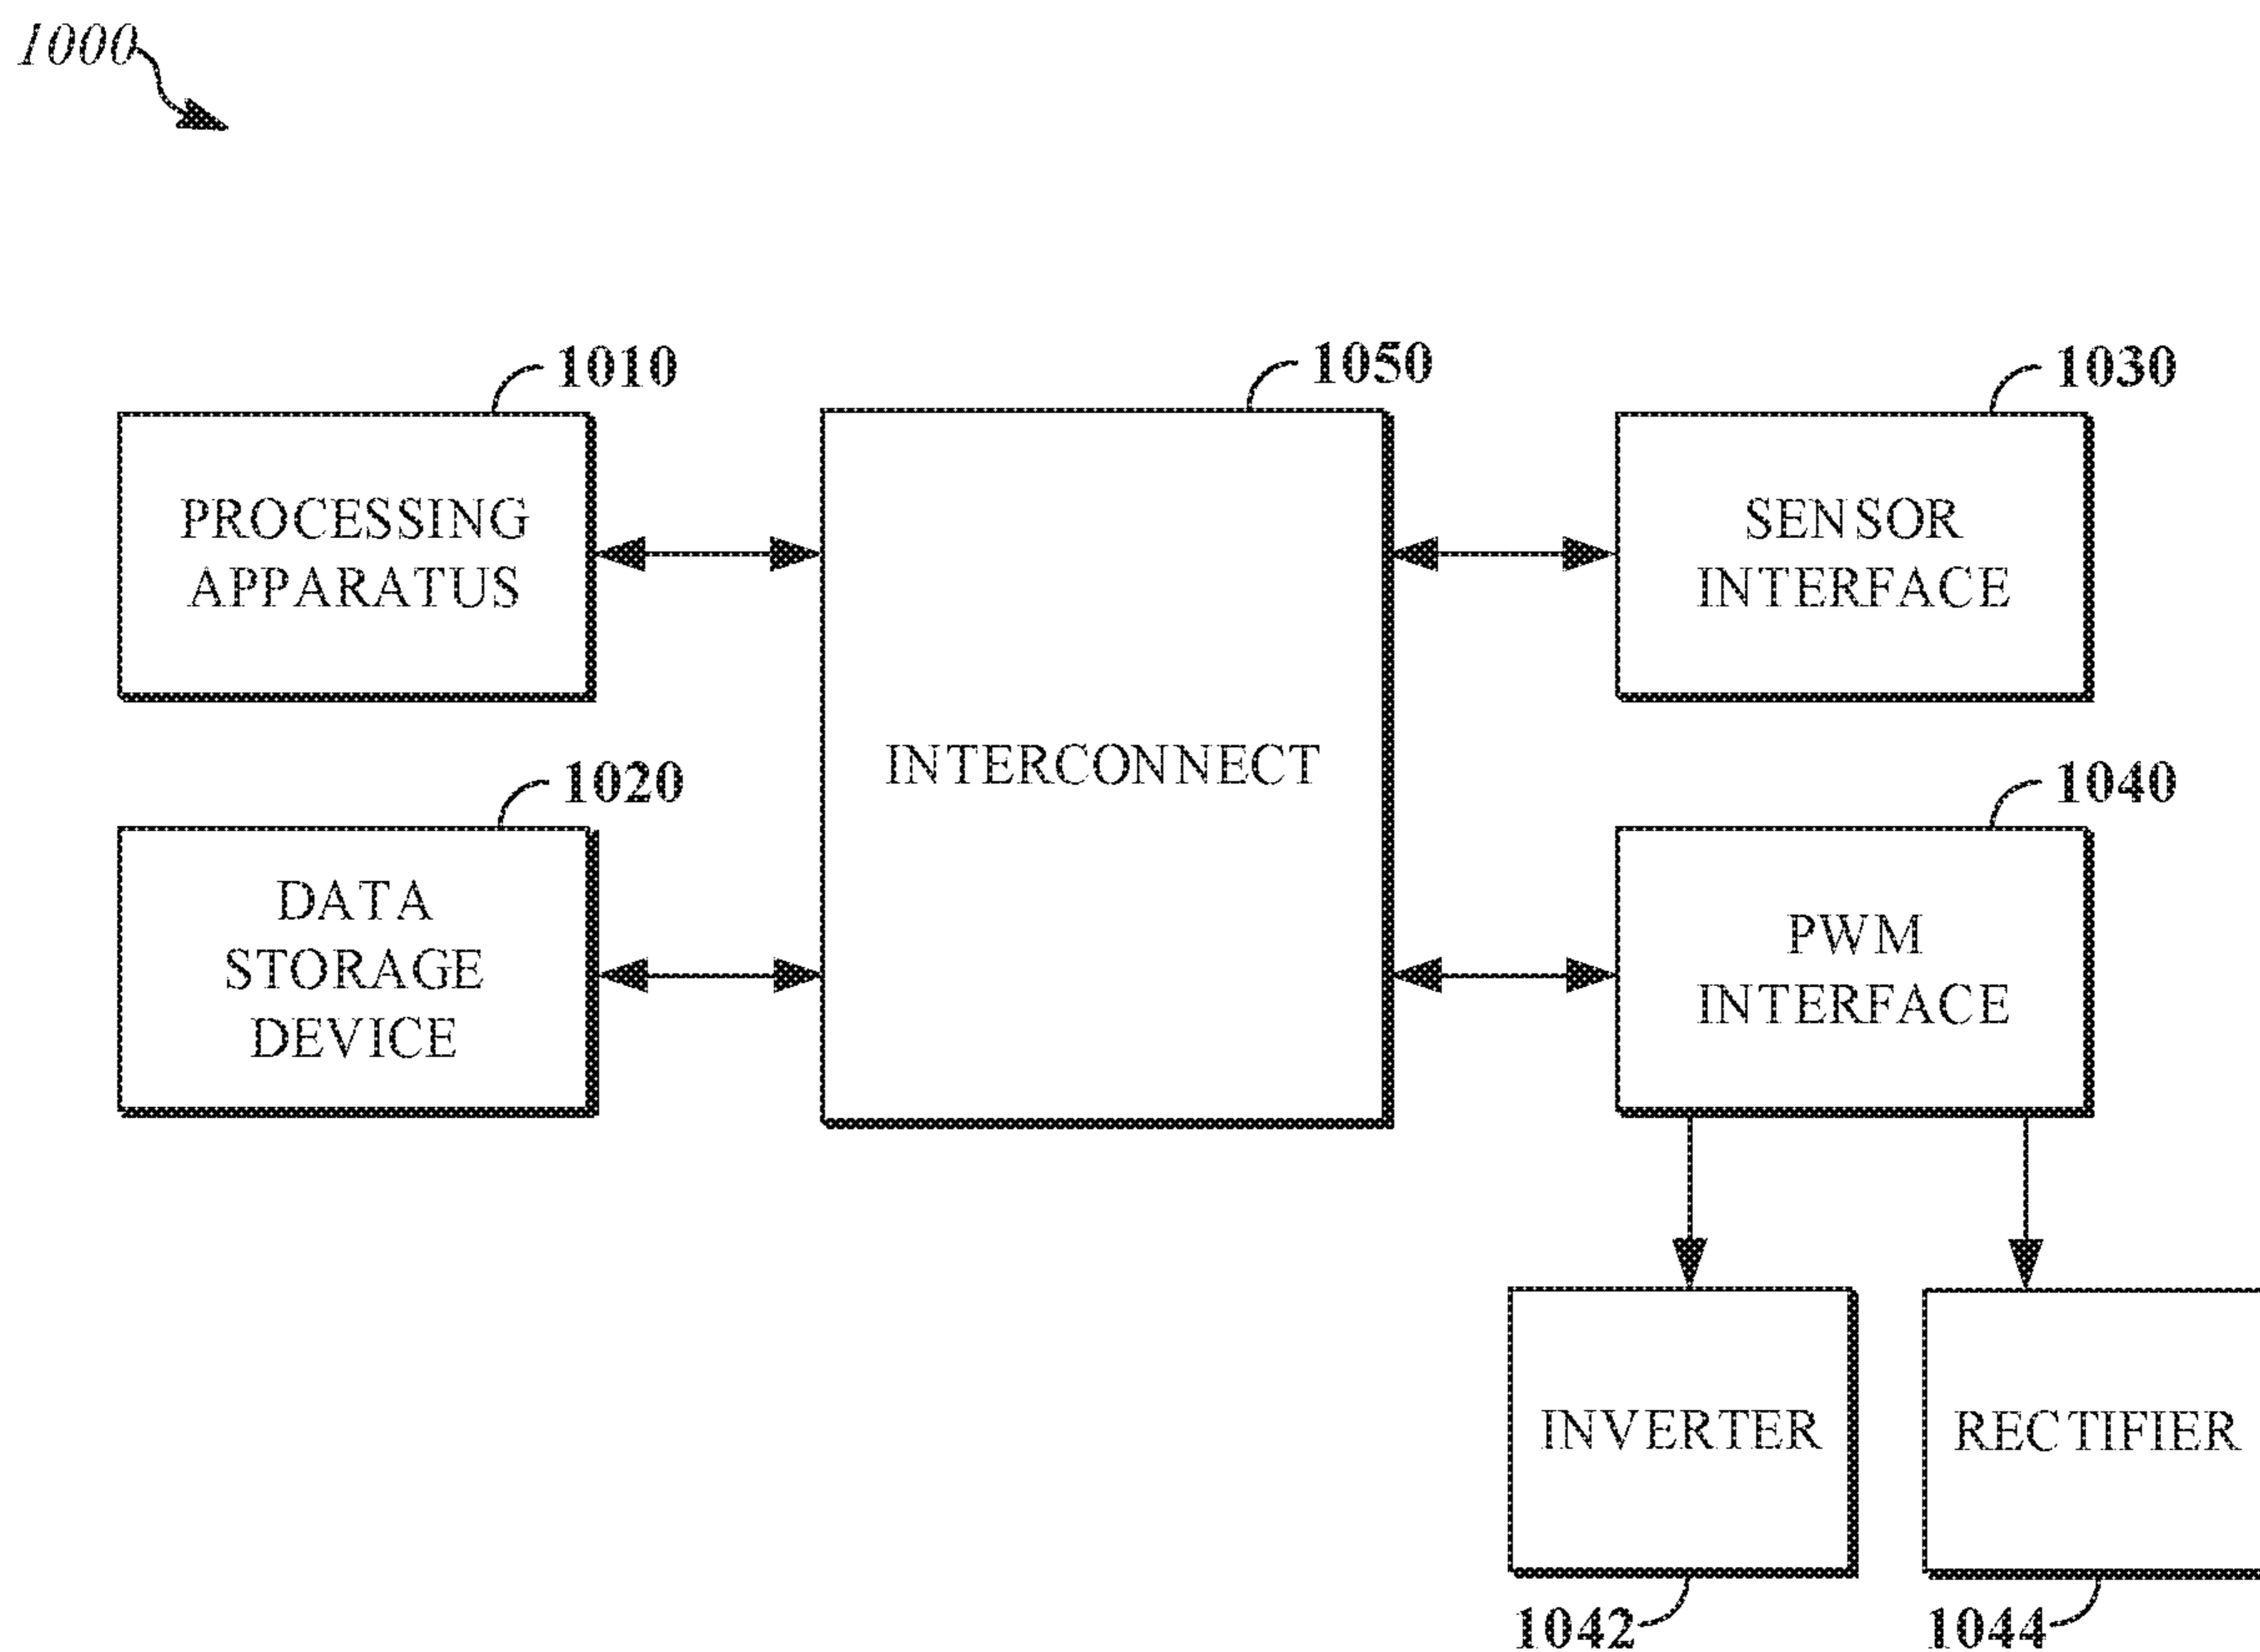 1000
1010
1050
1030
PROCESSING
APPARATUS
SENSOR
INTERFACE
INTERCONNECT
1020
1040
DATA
STORAGE
DEVICE
PWM
INTERFACE
INVERTER
RECTIFIER
1042
1044